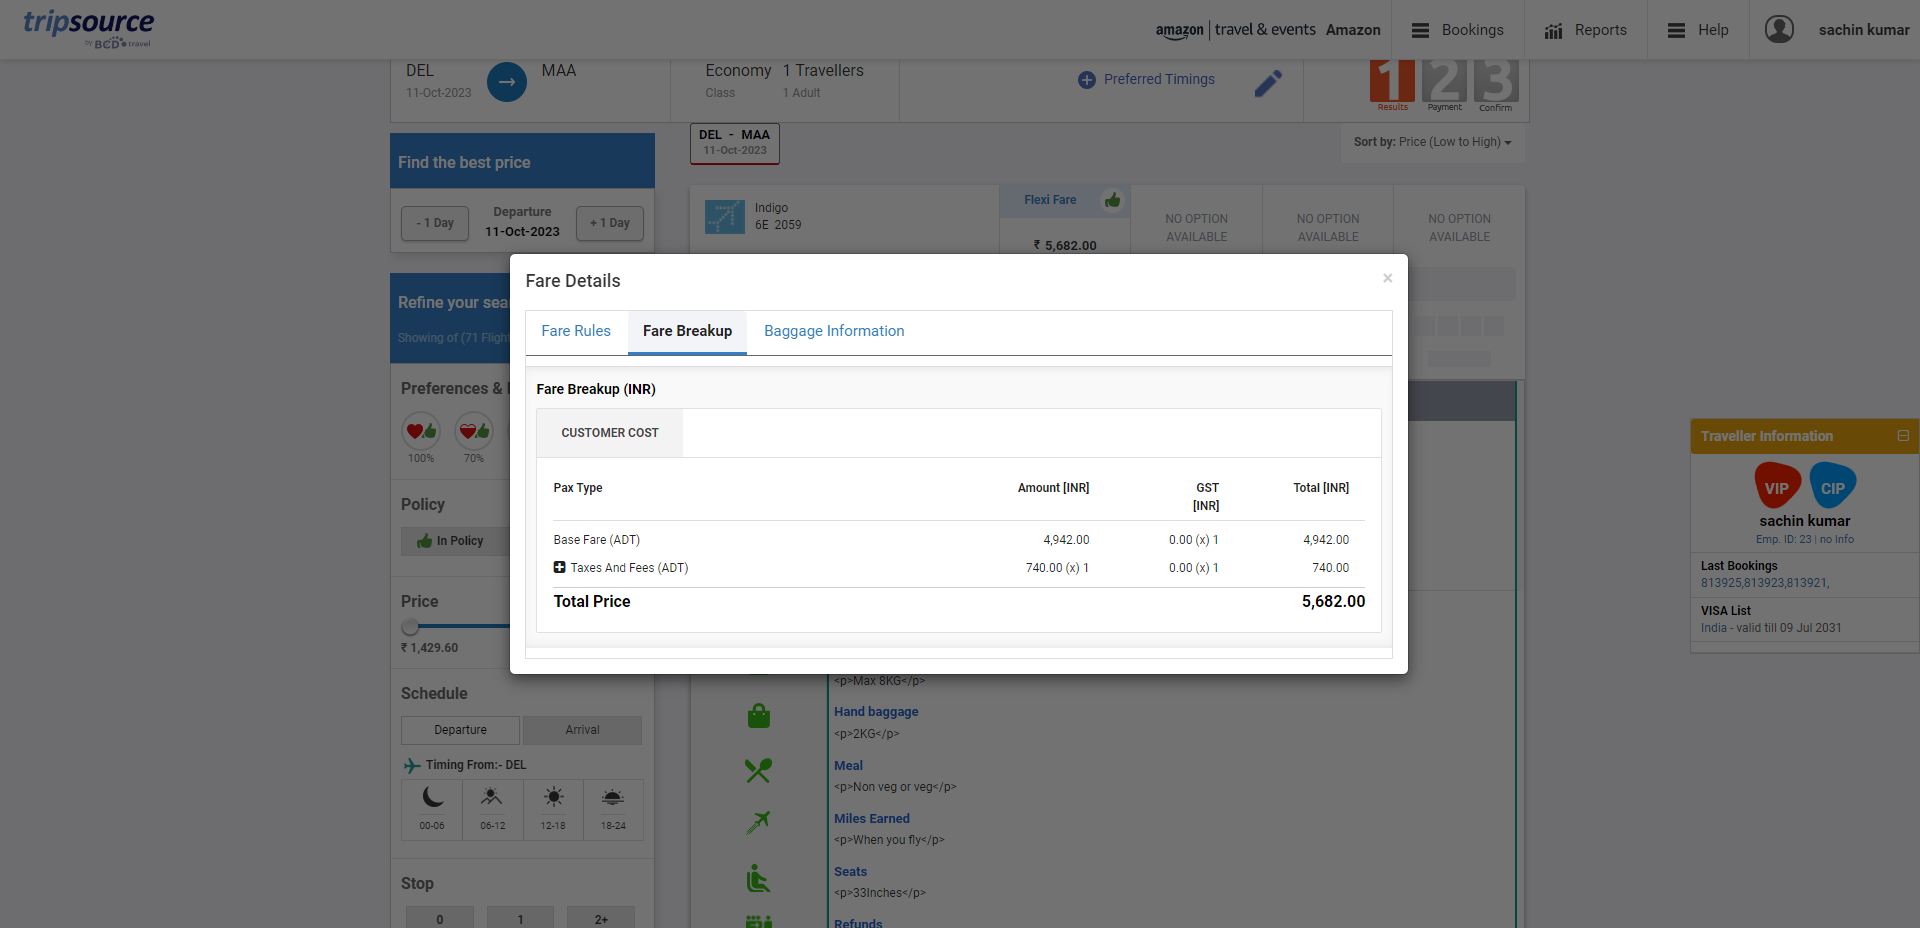 tripsource
by BCD travel
amazon | travel & events Amazon
Bookings
Reports
Help
sachin kumar
DEL
11-Oct-2023
MAA
Economy
Class
1 Travellers
1 Adult
Preferred Timings
1 2 3
Results Payment Confirm
Find the best price
- 1 Day
Departure
11-Oct-2023
+ 1 Day
DEL - MAA
11-Oct-2023
Sort by: Price (Low to High)
Indigo
6E 2059
Flexi Fare
₹ 5,682.00
NO OPTION
AVAILABLE
NO OPTION
AVAILABLE
NO OPTION
AVAILABLE
Refine your sea
Showing of (71 Flight
Preferences &
100%
70%
Policy
In Policy
Price
₹ 1,429.60
Schedule
Departure
Arrival
Timing From:- DEL
00-06
06-12
12-18
18-24
Stop
0
1
2+
Fare Details
×
Fare Rules
Fare Breakup
Baggage Information
Fare Breakup (INR)
CUSTOMER COST
Pax Type Amount [INR] GST [INR] Total [INR]
Base Fare (ADT) 4,942.00 0.00 (x) 1 4,942.00
Taxes And Fees (ADT) 740.00 (x) 1 0.00 (x) 1 740.00
Total Price 5,682.00
<p>Max 8KG</p>
Hand baggage
<p>2KG</p>
Meal
<p>Non veg or veg</p>
Miles Earned
<p>When you fly</p>
Seats
<p>33Inches</p>
Refunds
Traveller Information
VIP
CIP
sachin kumar
Emp. ID: 23 | no Info
Last Bookings
813925,813923,813921,
VISA List
India - valid till 09 Jul 2031